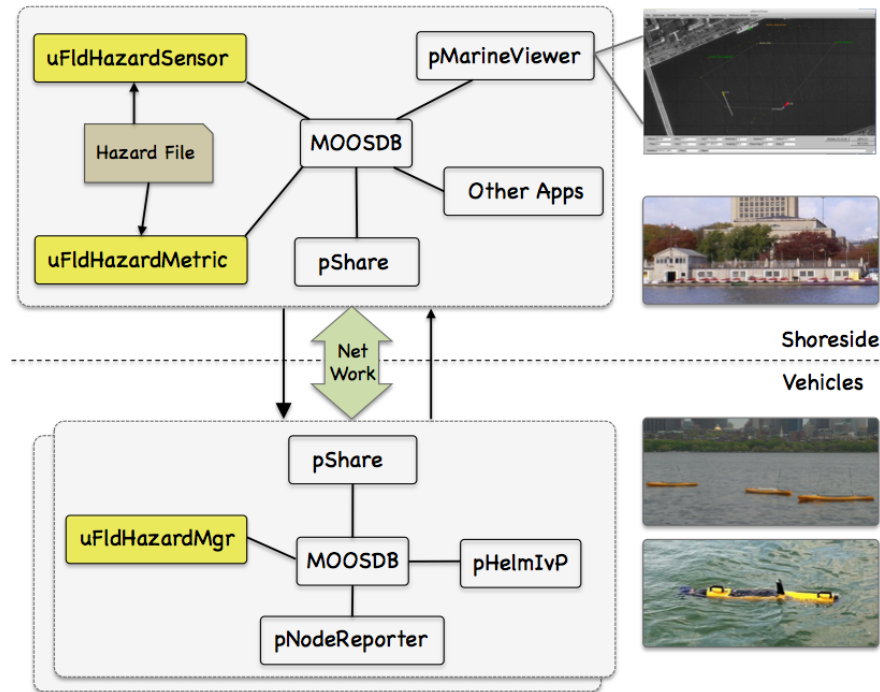 uFldHazardSensor
pMarineViewer
Hazard File
MOOSDB
Other Apps
uFldHazardMetric
pShare
Net
Work
Shoreside
Vehicles
pShare
uFldHazardMgr
MOOSDB
pHelmIvP
pNodeReporter